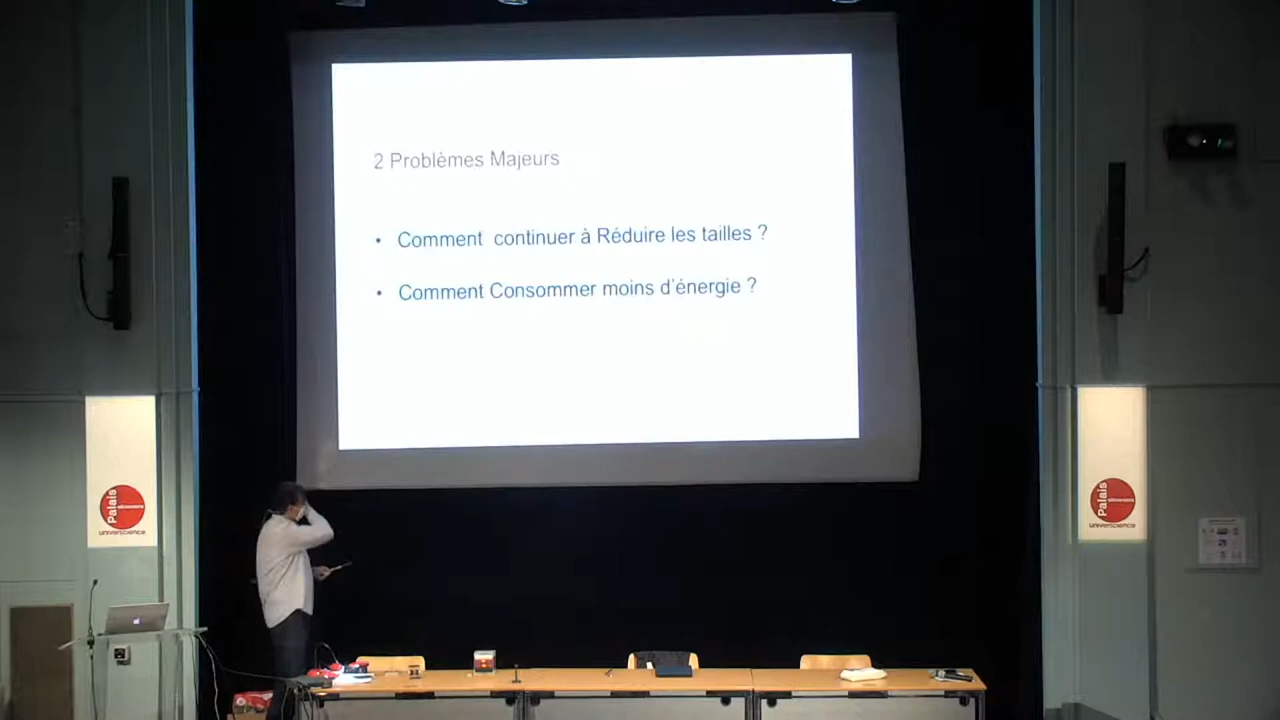 2 Problèmes Majeurs
• Comment continuer à Réduire les tailles ?
• Comment Consommer moins d'énergie ?
Palais
universcience
Palais
universcience